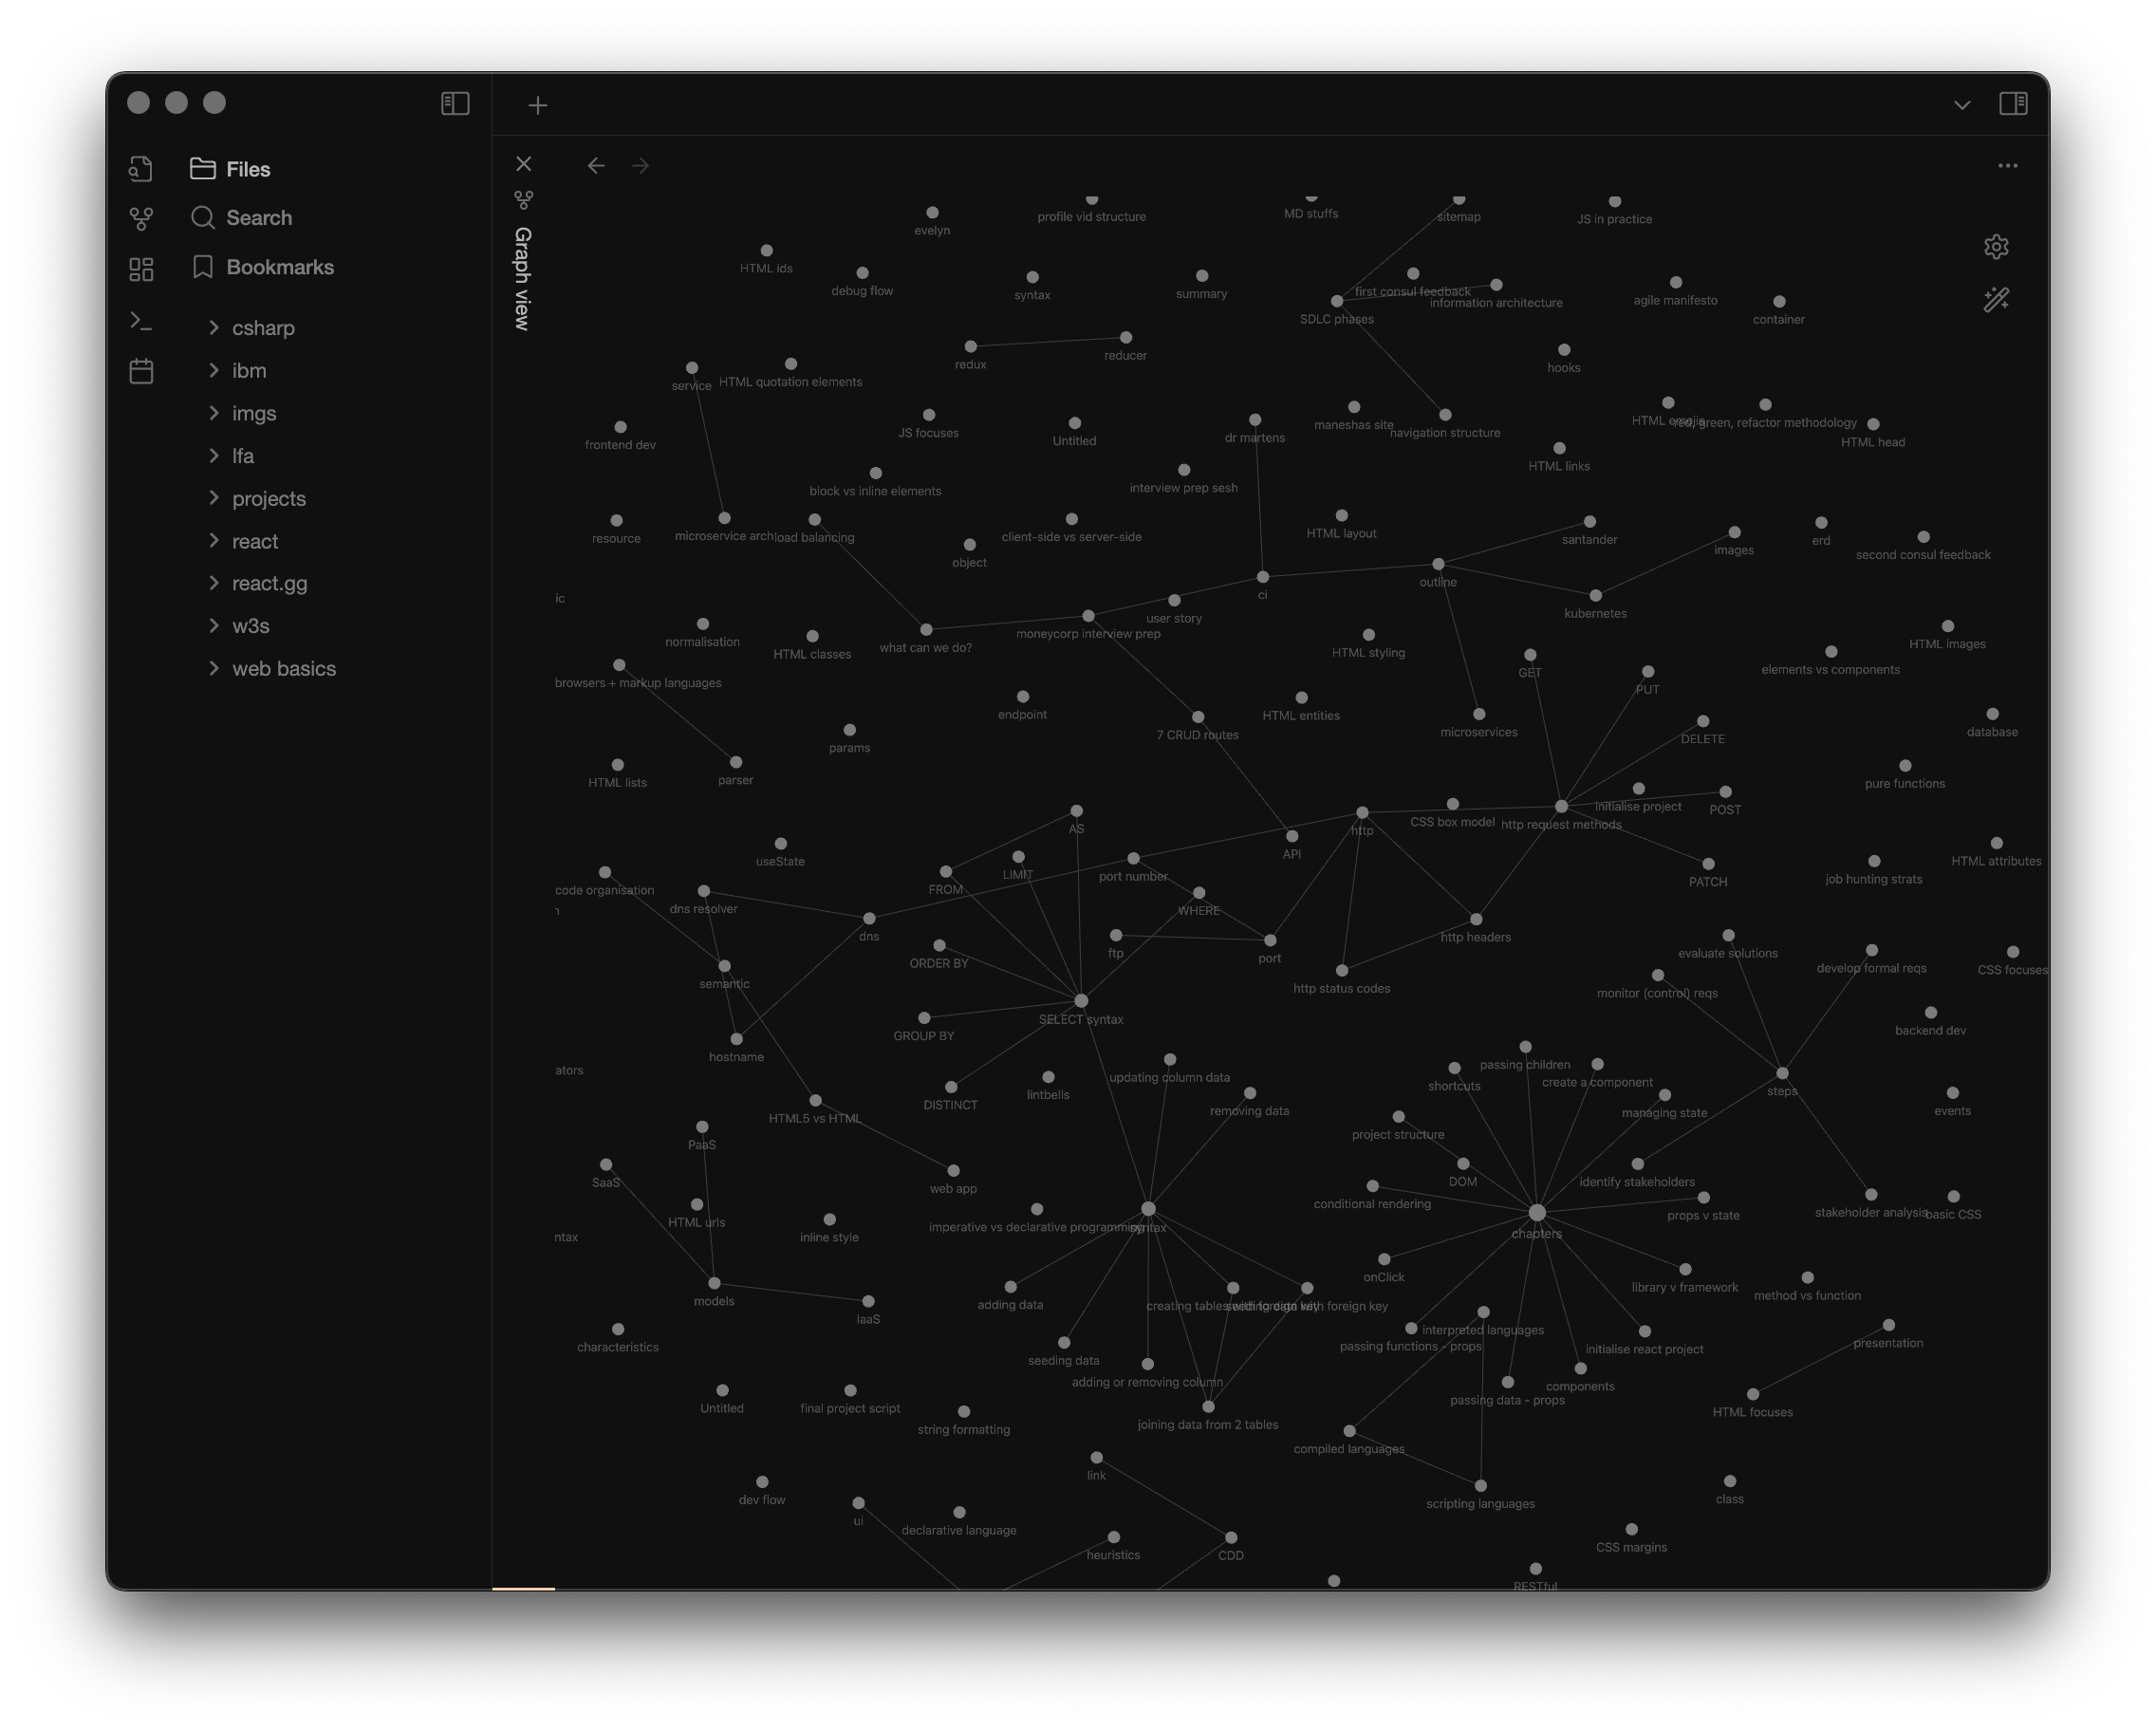 Files
Search
Bookmarks
csharp
ibm
imgs
lfa
projects
react
react.gg
w3s
web basics
Graph view
profile vid structure
MD stuffs
sitemap
JS in practice
evelyn
HTML ids
debug flow
syntax
summary
first consul feedback
information architecture
agile manifesto
container
SDLC phases
redux
reducer
hooks
service
HTML quotation elements
frontend dev
JS focuses
Untitled
dr martens
maneshas site
navigation structure
HTML emojis
red, green, refactor methodology
HTML head
HTML links
block vs inline elements
interview prep sesh
resource
microservice arch
load balancing
client-side vs server-side
HTML layout
santander
images
erd
second consul feedback
object
outline
ci
ic
user story
kubernetes
normalisation
HTML classes
what can we do?
moneycorp interview prep
HTML styling
HTML images
GET
elements vs components
browsers + markup languages
PUT
endpoint
HTML entities
7 CRUD routes
microservices
DELETE
database
params
HTML lists
parser
pure functions
initialise project
POST
AS
http
CSS box model
http request methods
API
useState
HTML attributes
FROM
LIMIT
port number
PATCH
job hunting strats
code organisation
dns resolver
WHERE
dns
http headers
ftp
port
evaluate solutions
develop formal reqs
CSS focuses
ORDER BY
semantic
http status codes
monitor (control) reqs
SELECT syntax
GROUP BY
backend dev
hostname
ators
updating column data
passing children
shortcuts
create a component
steps
DISTINCT
lintbells
removing data
managing state
events
HTML5 vs HTML
project structure
PaaS
SaaS
web app
DOM
identify stakeholders
conditional rendering
HTML urls
inline style
imperative vs declarative programming
syntax
props v state
stakeholder analysis
basic CSS
ntax
chapters
onClick
library v framework
method vs function
models
IaaS
adding data
creating tables with foreign key
seeding data with foreign key
interpreted languages
characteristics
seeding data
passing functions - props
initialise react project
presentation
adding or removing column
components
passing data - props
Untitled
final project script
string formatting
joining data from 2 tables
HTML focuses
compiled languages
link
dev flow
scripting languages
class
ui
declarative language
heuristics
CDD
CSS margins
RESTful